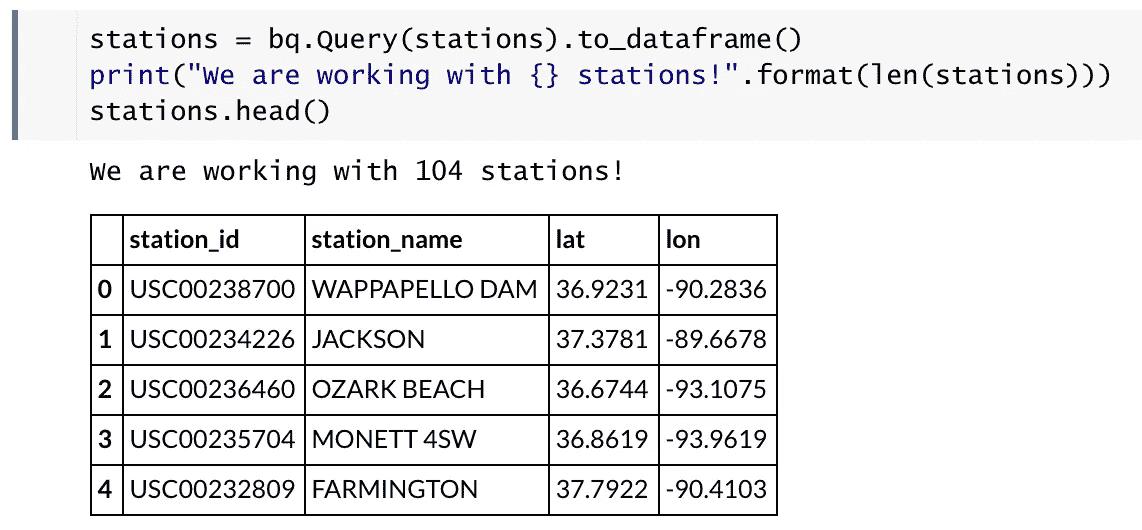 stations = bq.Query(stations).to_dataframe()
print("We are working with {} stations!".format(len(stations)))
stations.head()
We are working with 104 stations!
station_id station_name lat lon
0 USC00238700 WAPPAPELLO DAM 36.9231 -90.2836
1 USC00234226 JACKSON 37.3781 -89.6678
2 USC00236460 OZARK BEACH 36.6744 -93.1075
3 USC00235704 MONETT 4SW 36.8619 -93.9619
4 USC00232809 FARMINGTON 37.7922 -90.4103